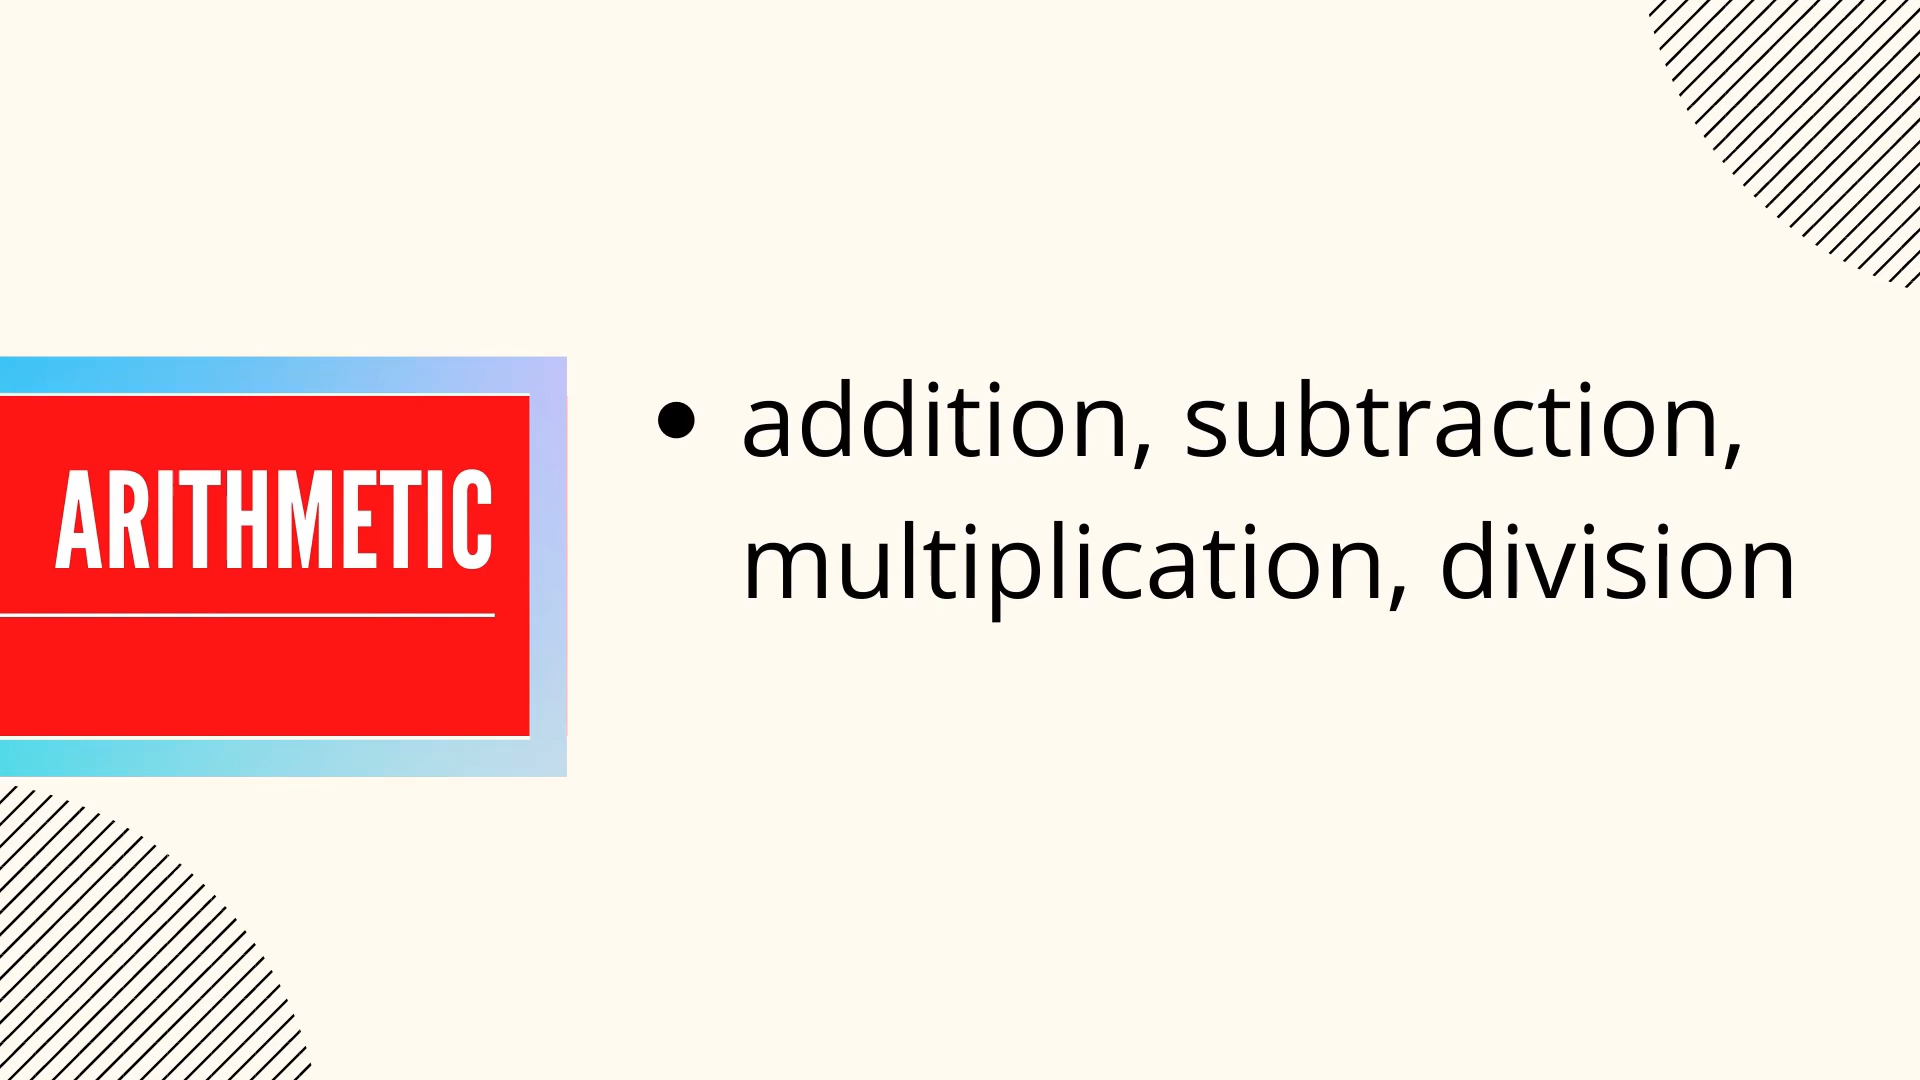 ARITHMETIC
• addition, subtraction,
multiplication, division